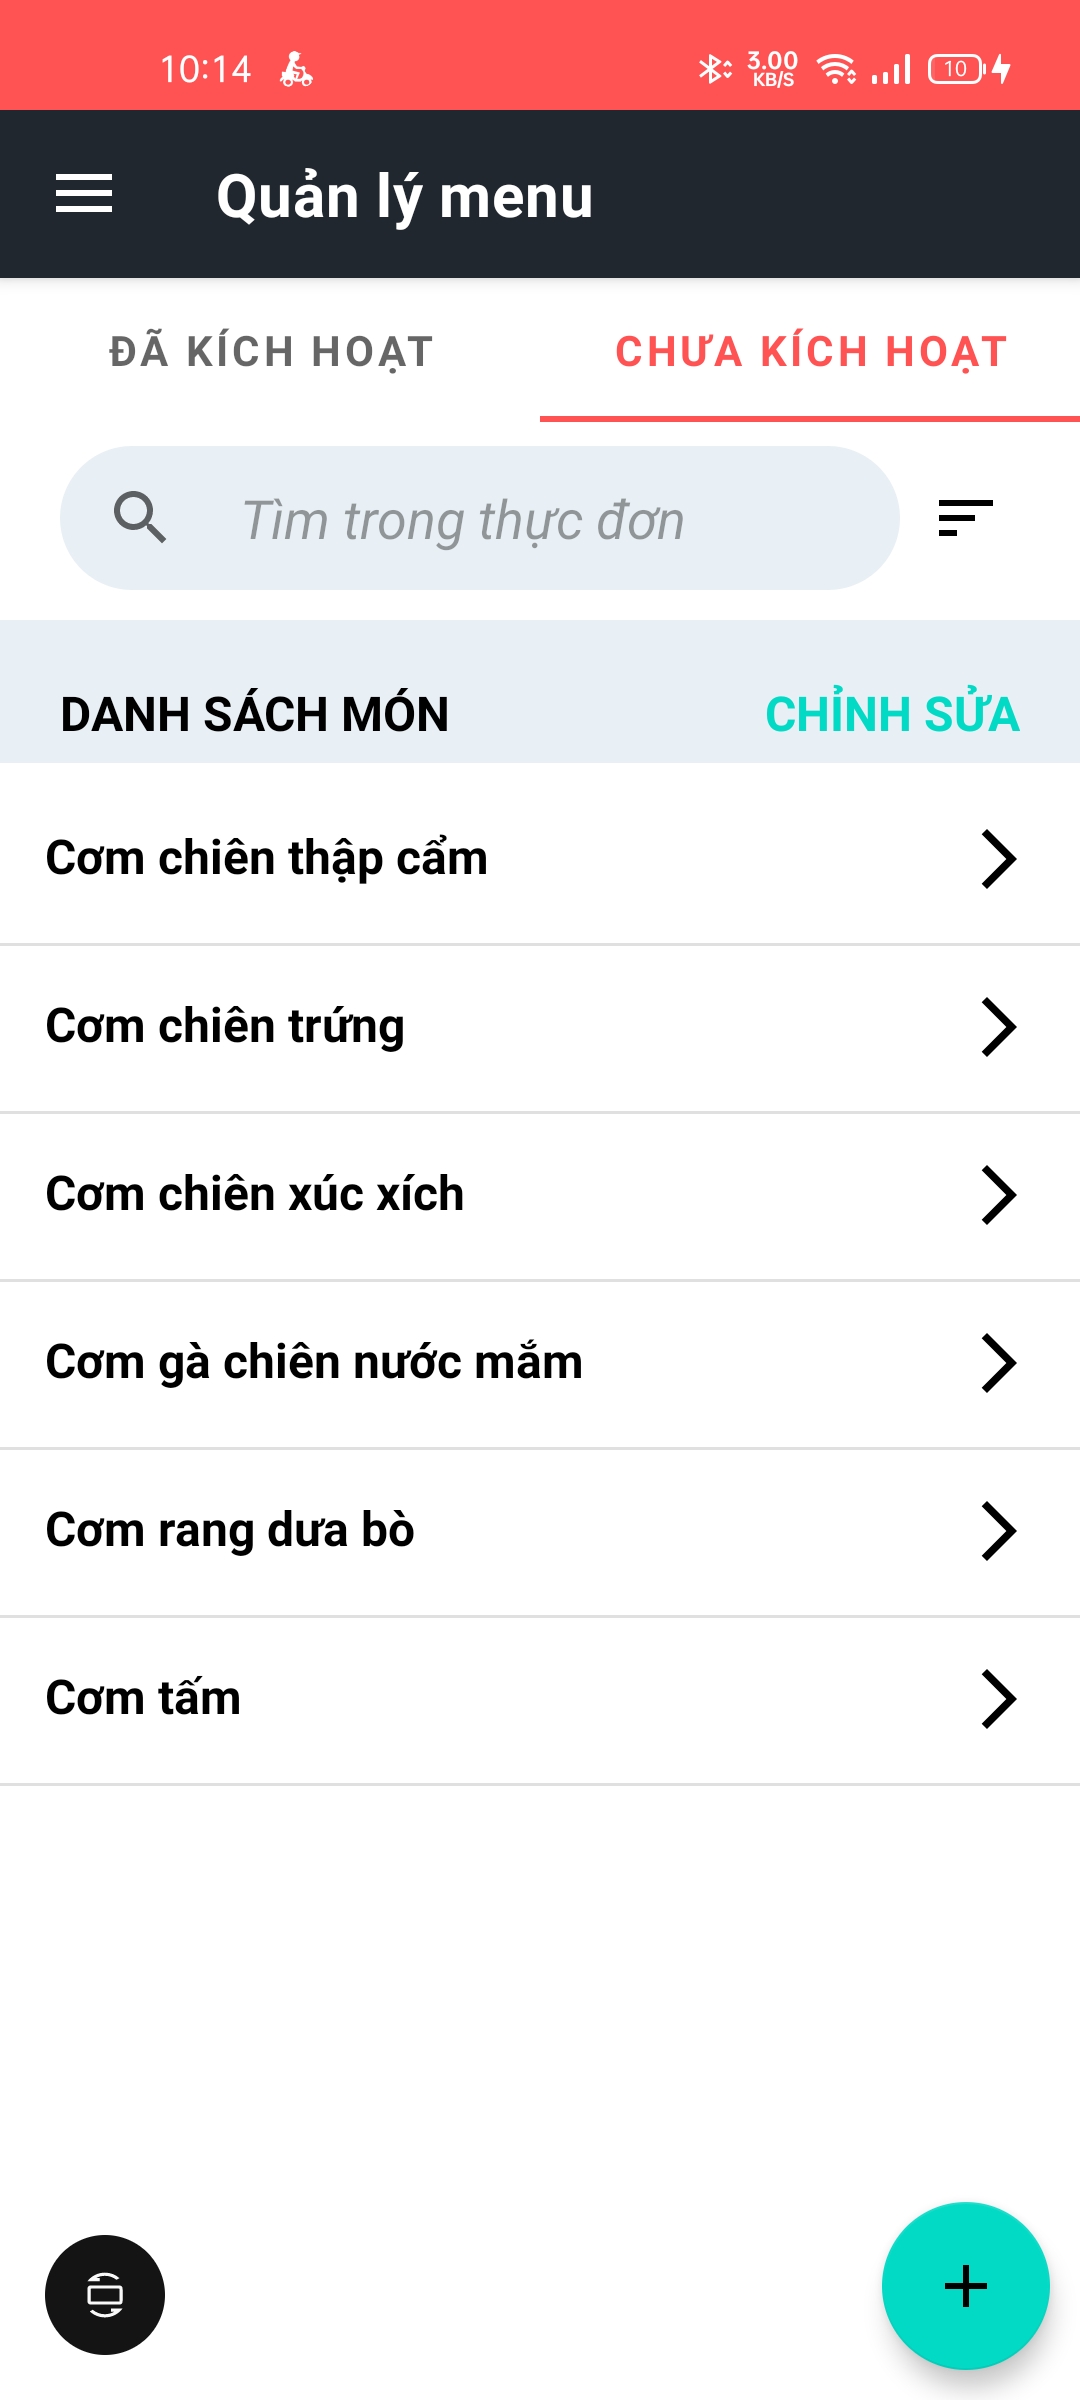 10:14
3.00
KB/S
10
Quản lý menu
ĐÃ KÍCH HOẠT
CHƯA KÍCH HOẠT
Tìm trong thực đơn
DANH SÁCH MÓN
CHỈNH SỬA
Cơm chiên thập cẩm
Cơm chiên trứng
Cơm chiên xúc xích
Cơm gà chiên nước mắm
Cơm rang dưa bò
Cơm tấm